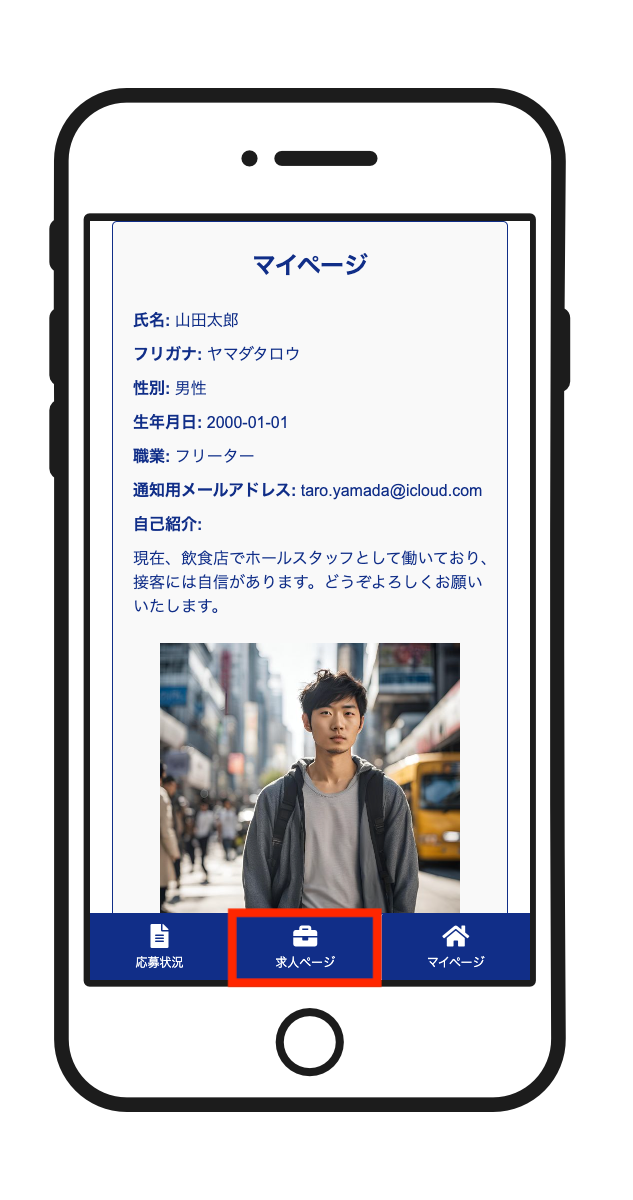 マイページ
氏名: 山田太郎
フリガナ: ヤマダタロウ
性別: 男性
生年月日: 2000-01-01
職業: フリーター
通知用メールアドレス: taro.yamada@icloud.com
自己紹介:
現在、飲食店でホールスタッフとして働いており、
接客には自信があります。どうぞよろしくお願い
いたします。
応募状況
求人ページ
マイページ